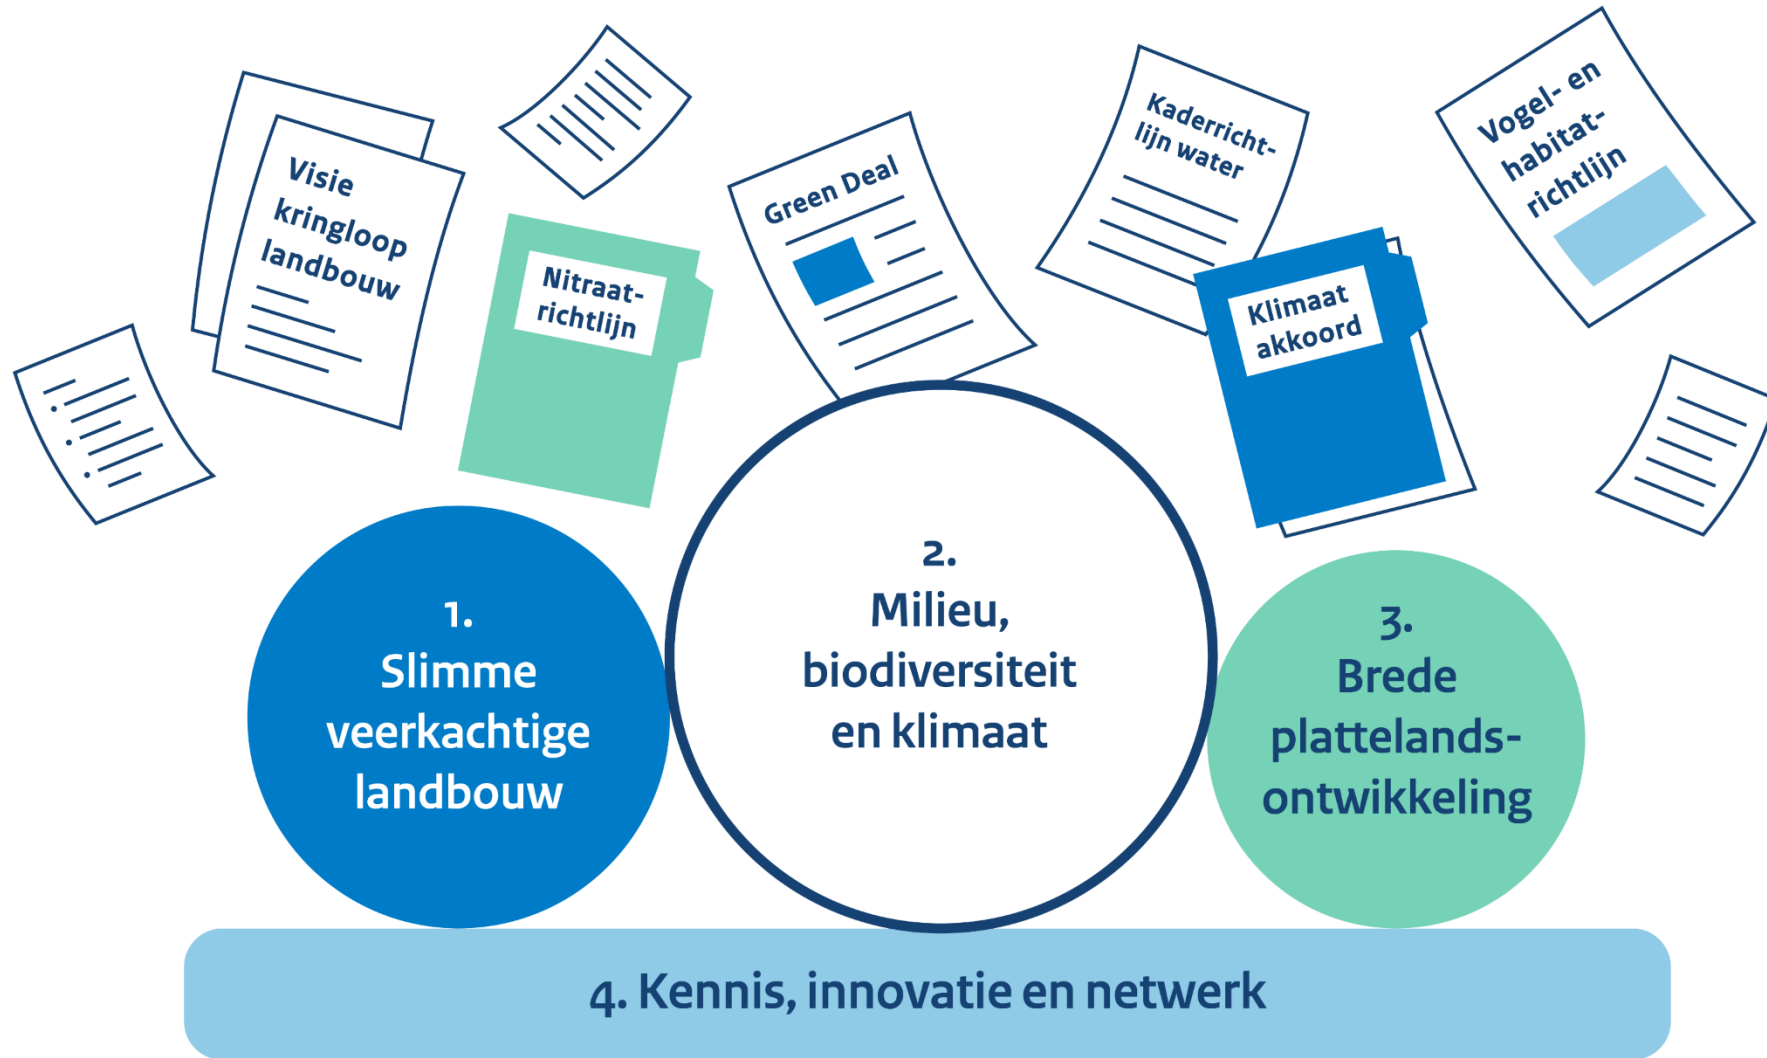 Visie
kringloop
landbouw
Nitraat-
richtlijn
Green Deal
Kaderricht-
lijn water
Klimaat
akkoord
Vogel- en
habitat-
richtlijn
1.
Slimme
veerkachtige
landbouw
2.
Milieu,
biodiversiteit
en klimaat
3.
Brede
plattelands-
ontwikkeling
4. Kennis, innovatie en netwerk